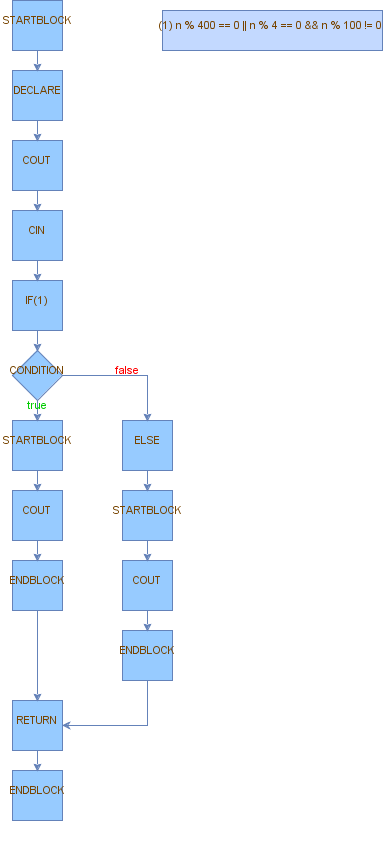 STARTBLOCK
(1) n % 400 == 0 || n % 4 == 0 && n % 100 != 0
DECLARE
COUT
CIN
IF(1)
CONDITION
false
true
STARTBLOCK
ELSE
COUT
STARTBLOCK
ENDBLOCK
COUT
ENDBLOCK
RETURN
ENDBLOCK